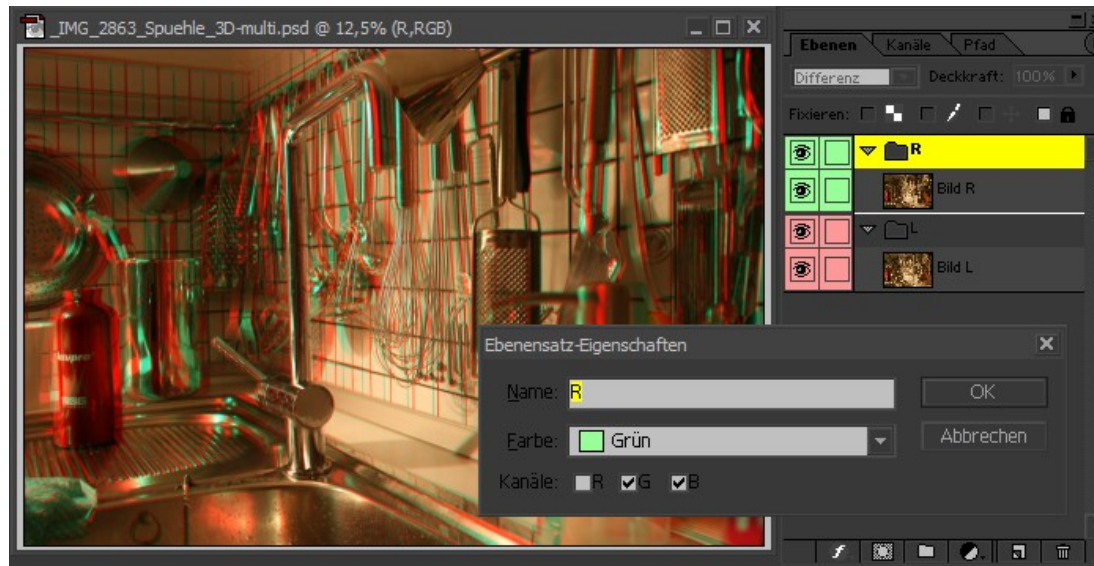 _IMG_2863_Spuehle_3D-multi.psd @ 12,5% (R,RGB)
Ebenen Kanäle Pfad
Differenz Deckkraft: 100%
Fixieren:
R
Bild R
L
Bild L
Ebenensatz-Eigenschaften
Name: R OK
Farbe: Grün Abbrechen
Kanäle: R G B